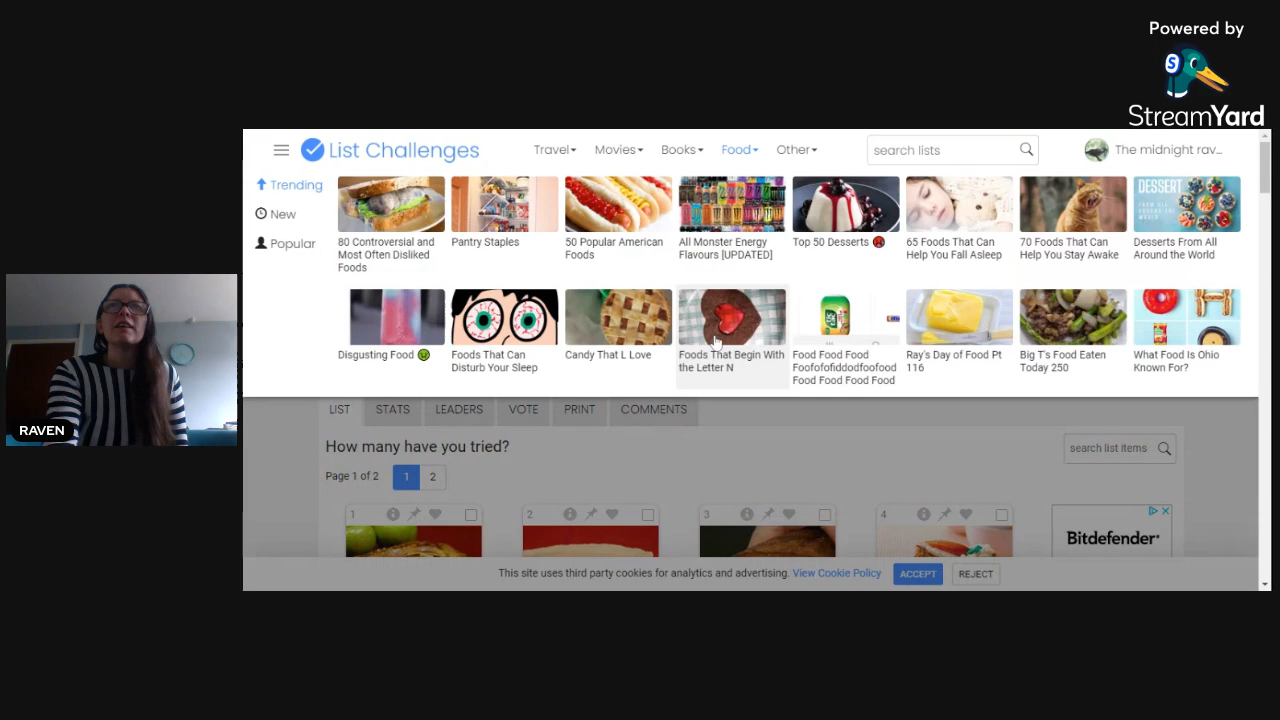 Powered by
StreamYard
List Challenges
Travel
Movies
Books
Food
Other
search lists
The midnight rav...
Trending
New
Popular
80 Controversial and
Most Often Disliked
Foods
Pantry Staples
50 Popular American
Foods
All Monster Energy
Flavours [UPDATED]
Top 50 Desserts
65 Foods That Can
Help You Fall Asleep
70 Foods That Can
Help You Stay Awake
DESSERT
Desserts From All
Around the World
Disgusting Food
Foods That Can
Disturb Your Sleep
Candy That L Love
Foods That Begin With
the Letter N
Food Food Food
Foofofofiddodfoofood
Food Food Food Food
Ray's Day of Food Pt
116
Big T's Food Eaten
Today 250
What Food Is Ohio
Known For?
RAVEN
LIST
STATS
LEADERS
VOTE
PRINT
COMMENTS
How many have you tried?
search list items
Page 1 of 2
1
2
1
2
3
4
Bitdefender
This site uses third party cookies for analytics and advertising. View Cookie Policy
ACCEPT
REJECT